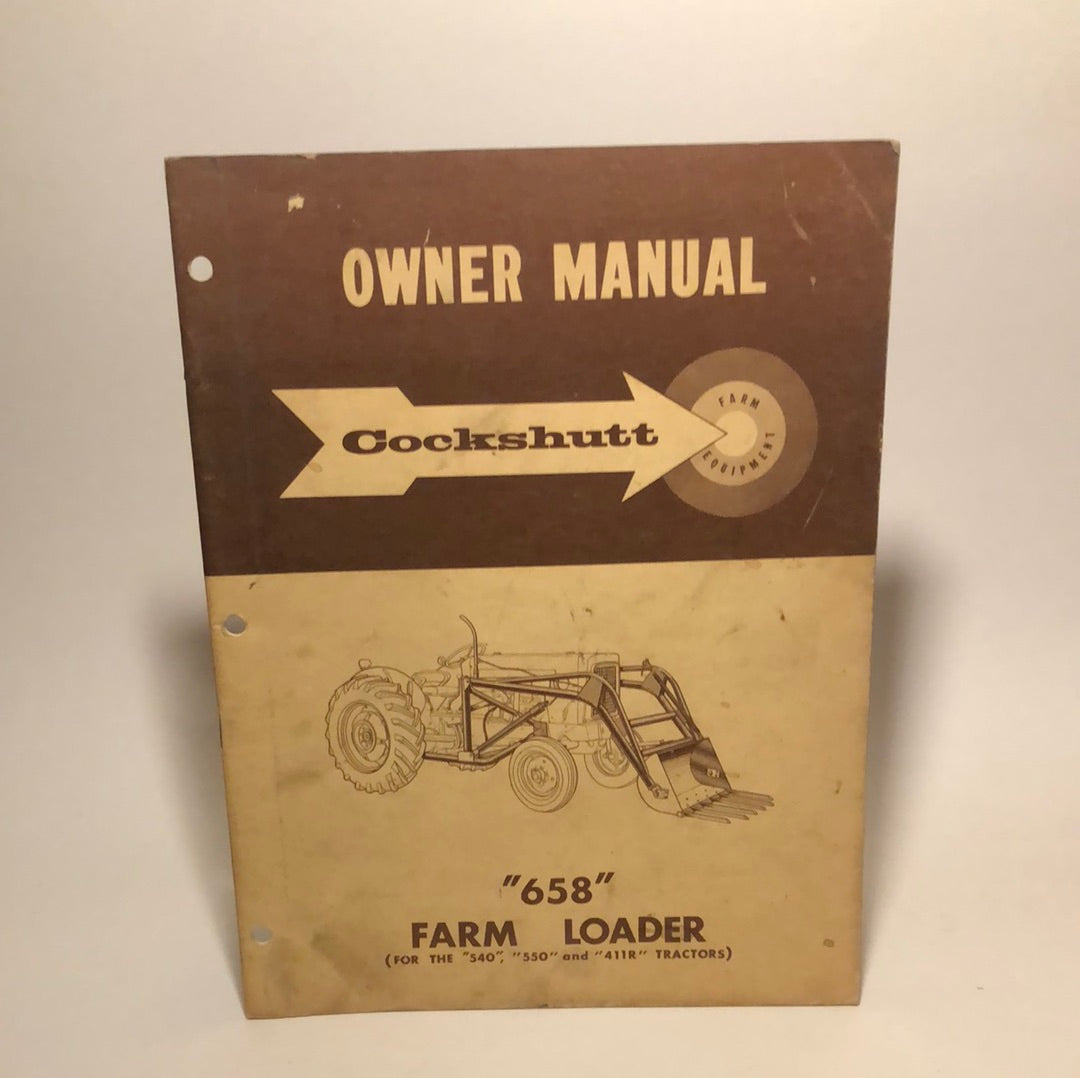 OWNER MANUAL
Cockshutt
FARM
EQUIPMENT
"658"
FARM LOADER
(FOR THE "540", "550" and "411R" TRACTORS)